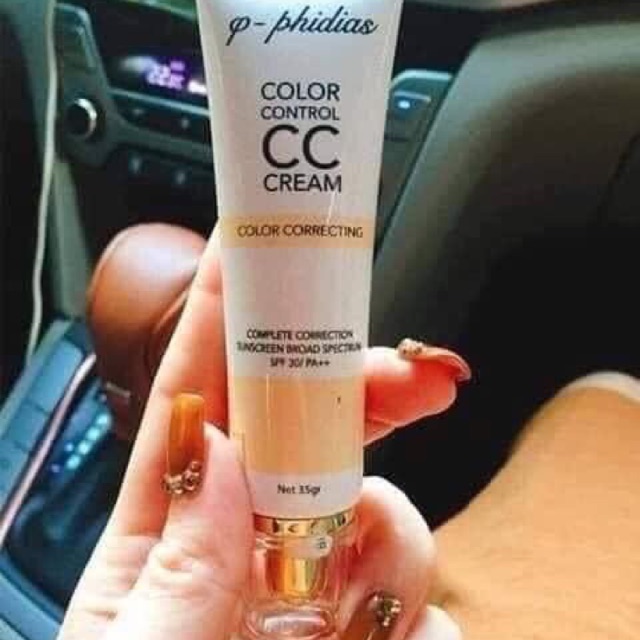 φ-phidias
COLOR
CONTROL
CC
CREAM
COLOR CORRECTING
COMPLETE CORRECTION
SUNSCREEN BROAD SPECTRUM
SPF 30/ PA++
Net 35gr